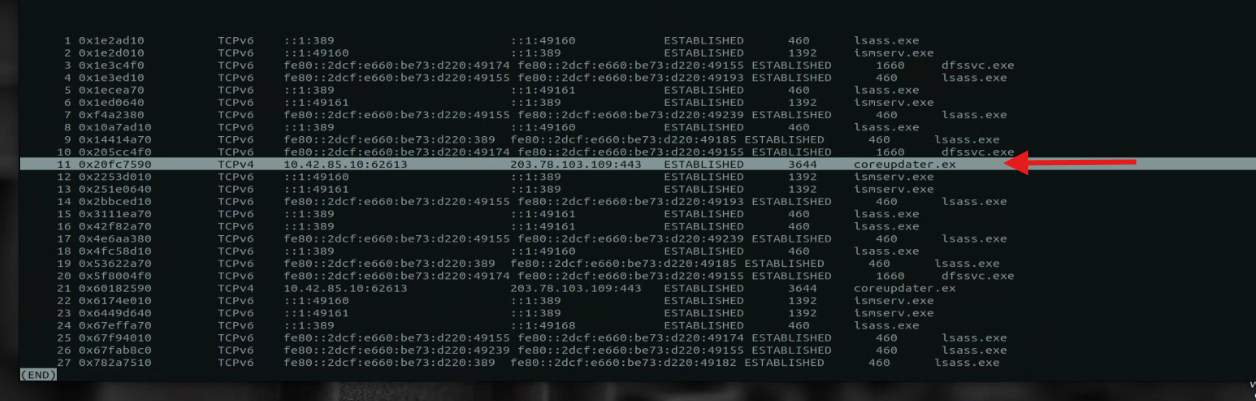 1 0x1e2ad10 TCPv6 ::1:389 ::1:49160 ESTABLISHED 460 lsass.exe
2 0x1e2d010 TCPv6 ::1:49160 ::1:389 ESTABLISHED 1392 ismserv.exe
3 0x1e3c4f0 TCPv6 fe80::2dcf:e660:be73:d220:49174 fe80::2dcf:e660:be73:d220:49155 ESTABLISHED 1660 dfssvc.exe
4 0x1e3ed10 TCPv6 fe80::2dcf:e660:be73:d220:49155 fe80::2dcf:e660:be73:d220:49193 ESTABLISHED 460 lsass.exe
5 0x1ecea70 TCPv6 ::1:389 ::1:49161 ESTABLISHED 460 lsass.exe
6 0x1ed0640 TCPv6 ::1:49161 ::1:389 ESTABLISHED 1392 ismserv.exe
7 0xf4a2380 TCPv6 fe80::2dcf:e660:be73:d220:49155 fe80::2dcf:e660:be73:d220:49239 ESTABLISHED 460 lsass.exe
8 0x10a7ad10 TCPv6 ::1:389 ::1:49160 ESTABLISHED 460 lsass.exe
9 0x14414a70 TCPv6 fe80::2dcf:e660:be73:d220:389 fe80::2dcf:e660:be73:d220:49185 ESTABLISHED 460 lsass.exe
10 0x205cc4f0 TCPv6 fe80::2dcf:e660:be73:d220:49174 fe80::2dcf:e660:be73:d220:49155 ESTABLISHED 1660 dfssvc.exe
11 0x20fc7590 TCPv4 10.42.85.10:62613 203.78.103.109:443 ESTABLISHED 3644 coreupdater.ex
12 0x2253d010 TCPv6 ::1:49160 ::1:389 ESTABLISHED 1392 ismserv.exe
13 0x251e0640 TCPv6 ::1:49161 ::1:389 ESTABLISHED 1392 ismserv.exe
14 0x2bbced10 TCPv6 fe80::2dcf:e660:be73:d220:49155 fe80::2dcf:e660:be73:d220:49193 ESTABLISHED 460 lsass.exe
15 0x3111ea70 TCPv6 ::1:389 ::1:49161 ESTABLISHED 460 lsass.exe
16 0x42f82a70 TCPv6 ::1:389 ::1:49161 ESTABLISHED 460 lsass.exe
17 0x4e6aa380 TCPv6 fe80::2dcf:e660:be73:d220:49155 fe80::2dcf:e660:be73:d220:49239 ESTABLISHED 460 lsass.exe
18 0x4fc58d10 TCPv6 ::1:389 ::1:49160 ESTABLISHED 460 lsass.exe
19 0x53622a70 TCPv6 fe80::2dcf:e660:be73:d220:389 fe80::2dcf:e660:be73:d220:49185 ESTABLISHED 460 lsass.exe
20 0x5f8004f0 TCPv6 fe80::2dcf:e660:be73:d220:49174 fe80::2dcf:e660:be73:d220:49155 ESTABLISHED 1660 dfssvc.exe
21 0x60182590 TCPv4 10.42.85.10:62613 203.78.103.109:443 ESTABLISHED 3644 coreupdater.ex
22 0x6174e010 TCPv6 ::1:49160 ::1:389 ESTABLISHED 1392 ismserv.exe
23 0x6449d640 TCPv6 ::1:49161 ::1:389 ESTABLISHED 1392 ismserv.exe
24 0x67effa70 TCPv6 ::1:389 ::1:49168 ESTABLISHED 460 lsass.exe
25 0x67f94010 TCPv6 fe80::2dcf:e660:be73:d220:49155 fe80::2dcf:e660:be73:d220:49174 ESTABLISHED 460 lsass.exe
26 0x67fab8c0 TCPv6 fe80::2dcf:e660:be73:d220:49239 fe80::2dcf:e660:be73:d220:49155 ESTABLISHED 460 lsass.exe
27 0x782a7510 TCPv6 fe80::2dcf:e660:be73:d220:389 fe80::2dcf:e660:be73:d220:49182 ESTABLISHED 460 lsass.exe
(END)